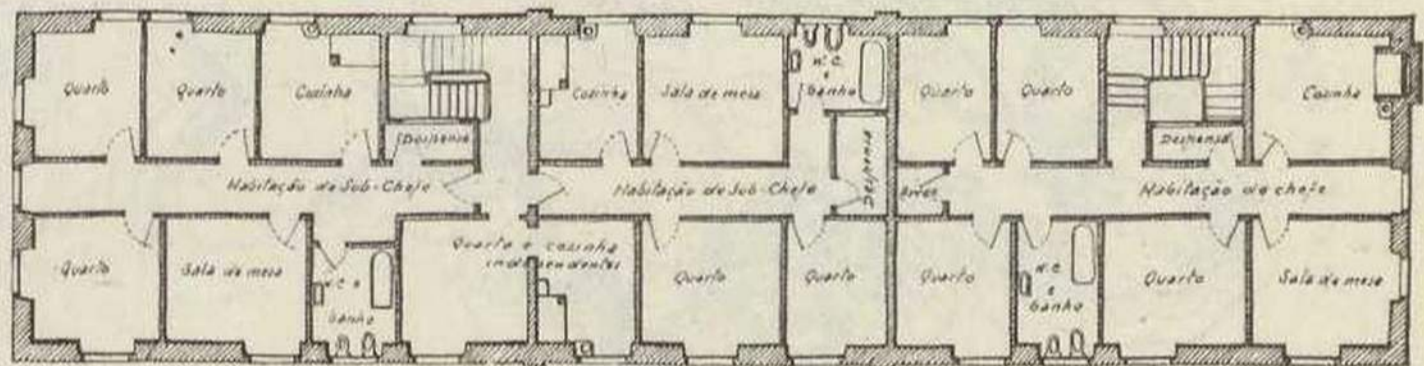 Quarto
Quarto
Cozinha
Despensa
Cozinha
Sala de mesa
W.C.
e
banho
Despensa
Quarto
Quarto
Despensa
Cozinha
Habitação de Sub-Chefe
Habitação de Sub-Chefe
Habitação de chefe
Quarto
Sala de mesa
W.C. e
banho
Quarto e cozinha
independentes
Quarto
Quarto
Quarto
W.C.
e
banho
Quarto
Sala de mesa